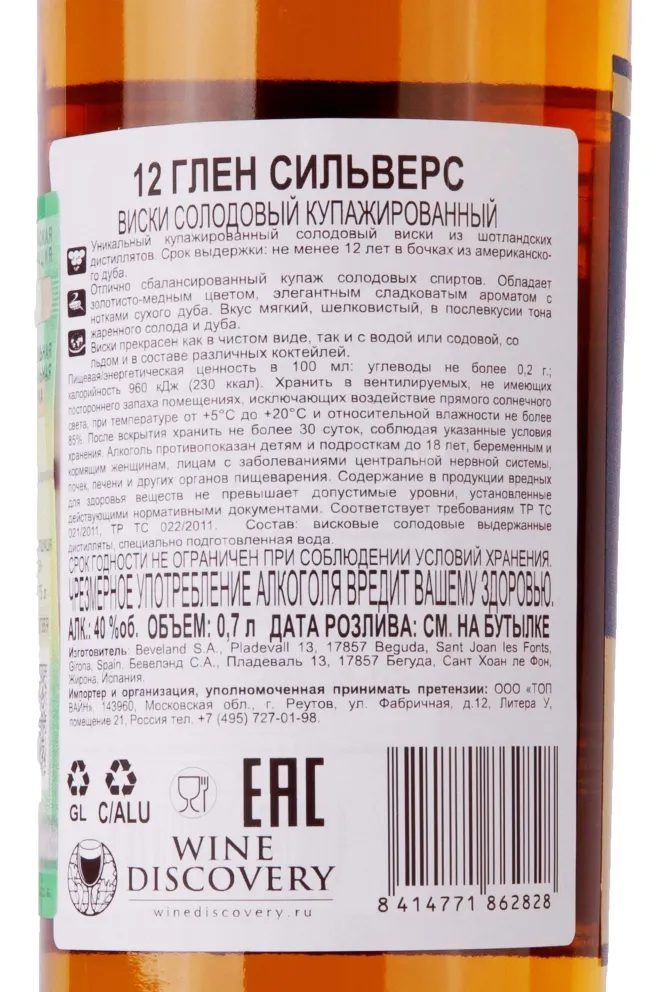 12 ГЛЕН СИЛЬВЕРС
ВИСКИ СОЛОДОВЫЙ КУПАЖИРОВАННЫЙ
Уникальный купажированный солодовый виски из шотландских
дистиллятов. Срок выдержки: не менее 12 лет в бочках из американско-
го дуба.
Отлично сбалансированный купаж солодовых спиртов. Обладает
золотисто-медным цветом, элегантным сладковатым ароматом с
нотками сухого дуба. Вкус мягкий, шелковистый, в послевкусии тона
жаренного солода и дуба.
Виски прекрасен как в чистом виде, так и с водой или содовой, со
льдом и в составе различных коктейлей.
Пищевая/энергетическая ценность в 100 мл: углеводы не более 0,2 г.;
калорийность 960 кДж (230 ккал). Хранить в вентилируемых, не имеющих
постороннего запаха помещениях, исключающих воздействие прямого солнечного
света, при температуре от +5°С до +20°С и относительной влажности не более
85%. После вскрытия хранить не более 30 суток, соблюдая указанные условия
хранения. Алкоголь противопоказан детям и подросткам до 18 лет, беременным и
кормящим женщинам, лицам с заболеваниями центральной нервной системы,
почек, печени и других органов пищеварения. Содержание в продукции вредных
для здоровья веществ не превышает допустимые уровни, установленные
действующими нормативными документами. Соответствует требованиям ТР ТС
021/2011, ТР ТС 022/2011. Состав: висковые солодовые выдержанные
дистилляты, специально подготовленная вода.
СРОК ГОДНОСТИ НЕ ОГРАНИЧЕН ПРИ СОБЛЮДЕНИИ УСЛОВИЙ ХРАНЕНИЯ.
ЧРЕЗМЕРНОЕ УПОТРЕБЛЕНИЕ АЛКОГОЛЯ ВРЕДИТ ВАШЕМУ ЗДОРОВЬЮ.
АЛК.: 40 %об. ОБЪЕМ: 0,7 л ДАТА РОЗЛИВА: СМ. НА БУТЫЛКЕ
Изготовитель: Beveland S.A., Pladevall 13, 17857 Beguda, Sant Joan les Fonts,
Girona, Spain. Бевелэнд С.А., Пладеваль 13, 17857 Бегуда, Сант Хоан ле Фон,
Жирона, Испания.
Импортер и организация, уполномоченная принимать претензии: ООО «ТОП
ВАЙН», 143960, Московская обл., г. Реутов, ул. Фабричная, д.12, Литера У,
помещение 21, Россия тел. +7 (495) 727-01-98.
GL C/ALU
EAC
WINE
DISCOVERY
winediscovery.ru
8 414771 862828